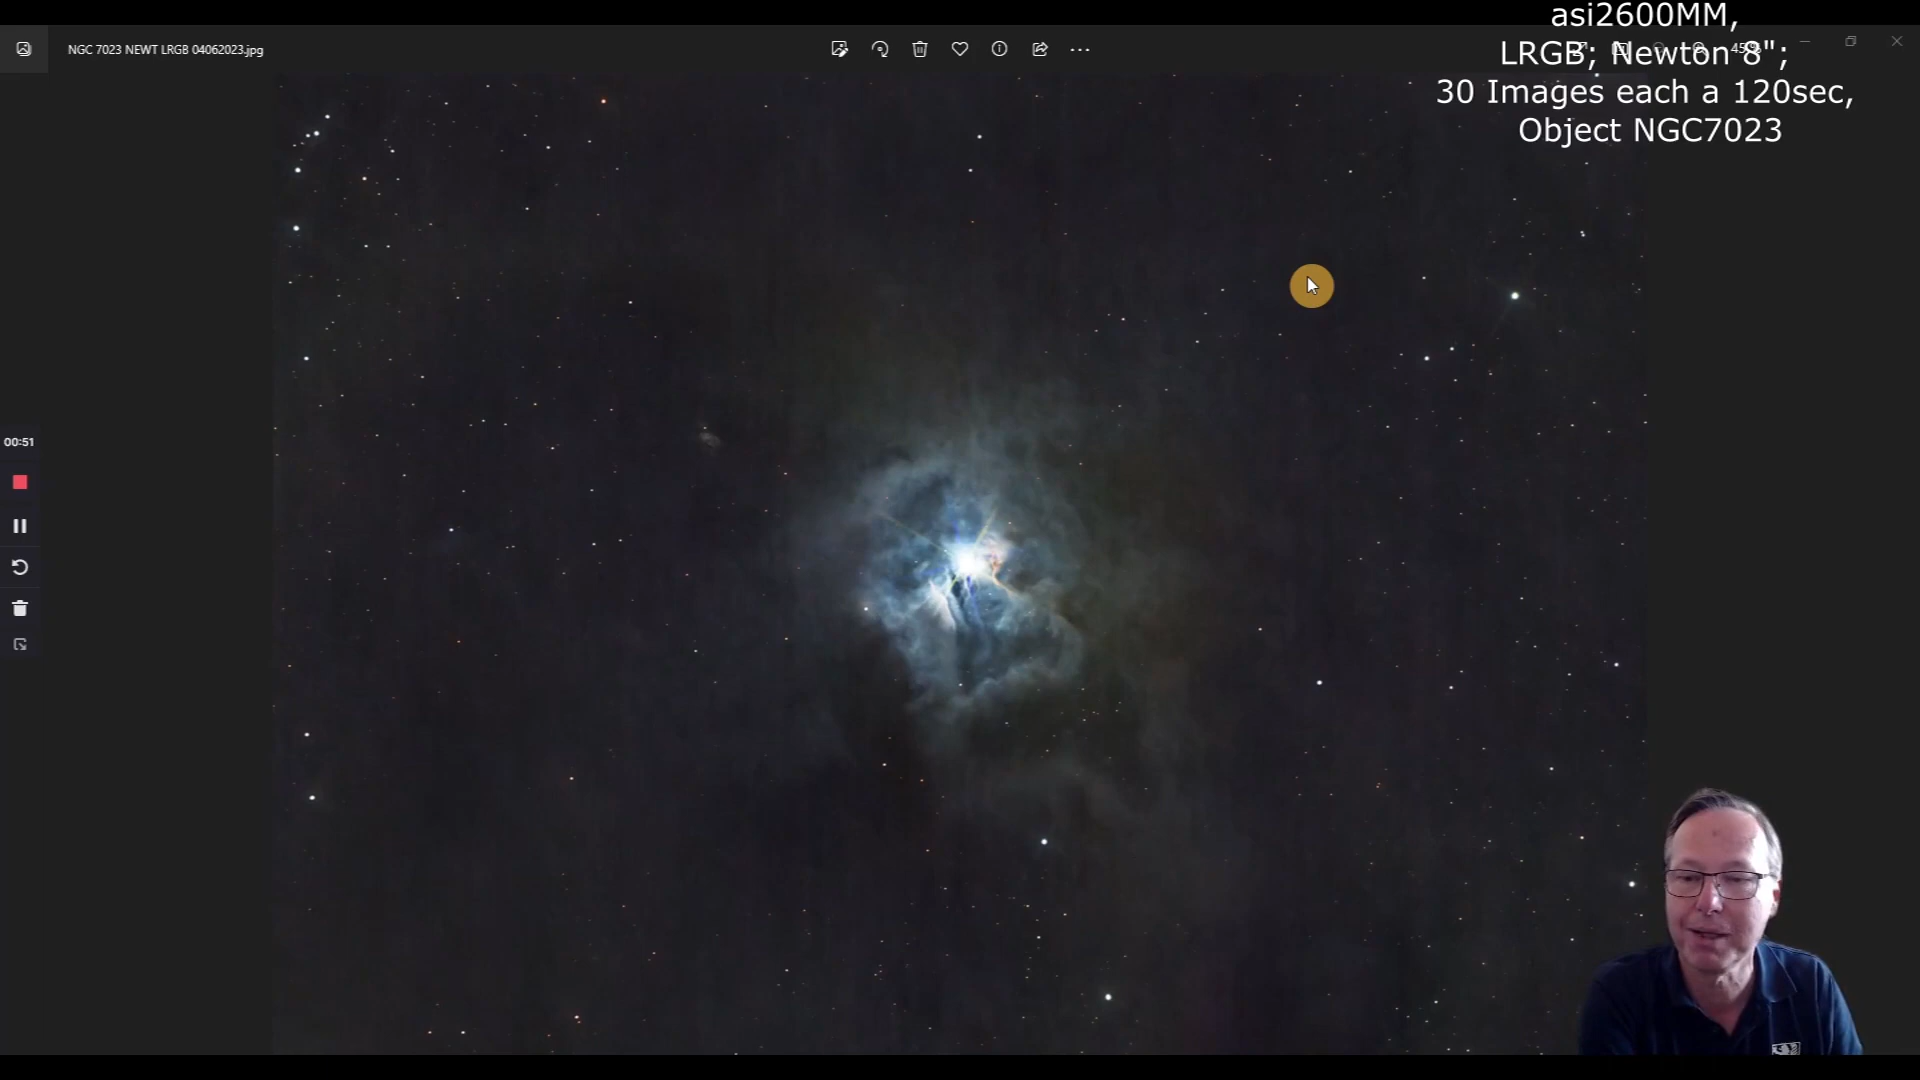 asi2600MM,
NGC 7023 NEWT LRGB 04062023.jpg
LRGB; Newton 8";
30 Images each a 120sec,
Object NGC7023
00:51